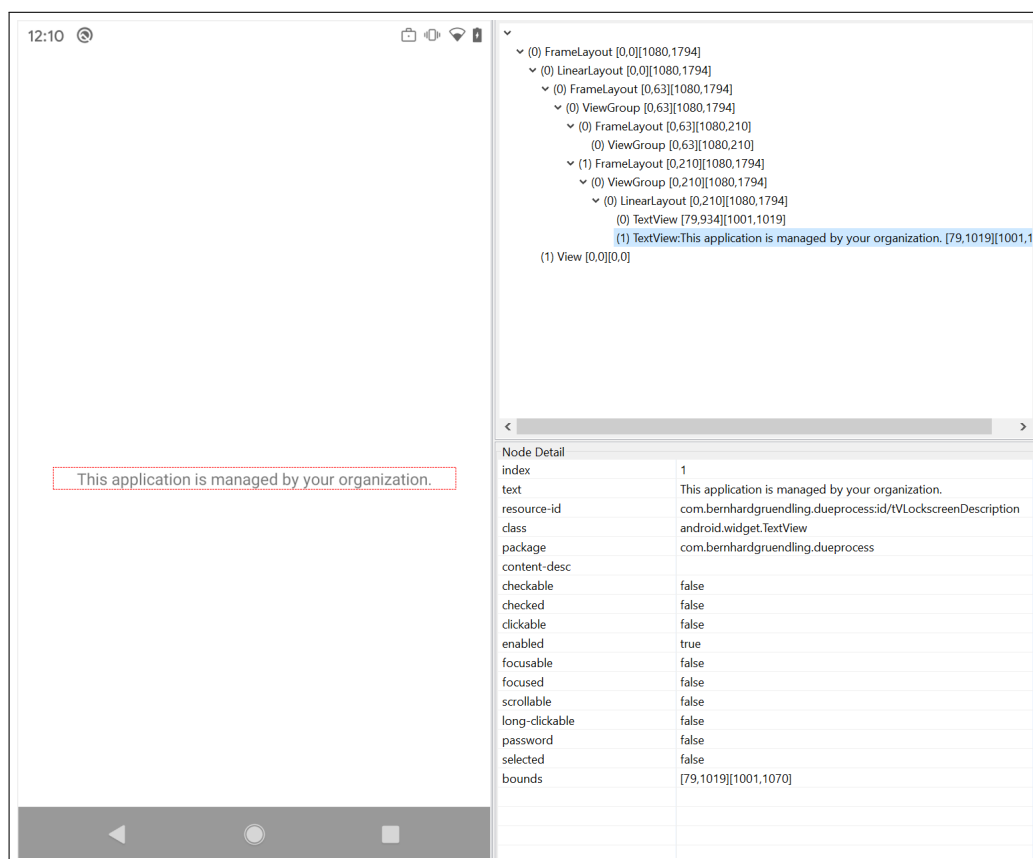 12:10
(0) FrameLayout [0,0][1080,1794]
(0) LinearLayout [0,0][1080,1794]
(0) FrameLayout [0,63][1080,1794]
(0) ViewGroup [0,63][1080,1794]
(0) FrameLayout [0,63][1080,210]
(0) ViewGroup [0,63][1080,210]
(1) FrameLayout [0,210][1080,1794]
(0) ViewGroup [0,210][1080,1794]
(0) LinearLayout [0,210][1080,1794]
(0) TextView [79,934][1001,1019]
(1) TextView:This application is managed by your organization. [79,1019][1001,1
(1) View [0,0][0,0]
This application is managed by your organization.
Node Detail
index 1
text This application is managed by your organization.
resource-id com.bernhardgruendling.dueprocess:id/tVLockscreenDescription
class android.widget.TextView
package com.bernhardgruendling.dueprocess
content-desc
checkable false
checked false
clickable false
enabled true
focusable false
focused false
scrollable false
long-clickable false
password false
selected false
bounds [79,1019][1001,1070]